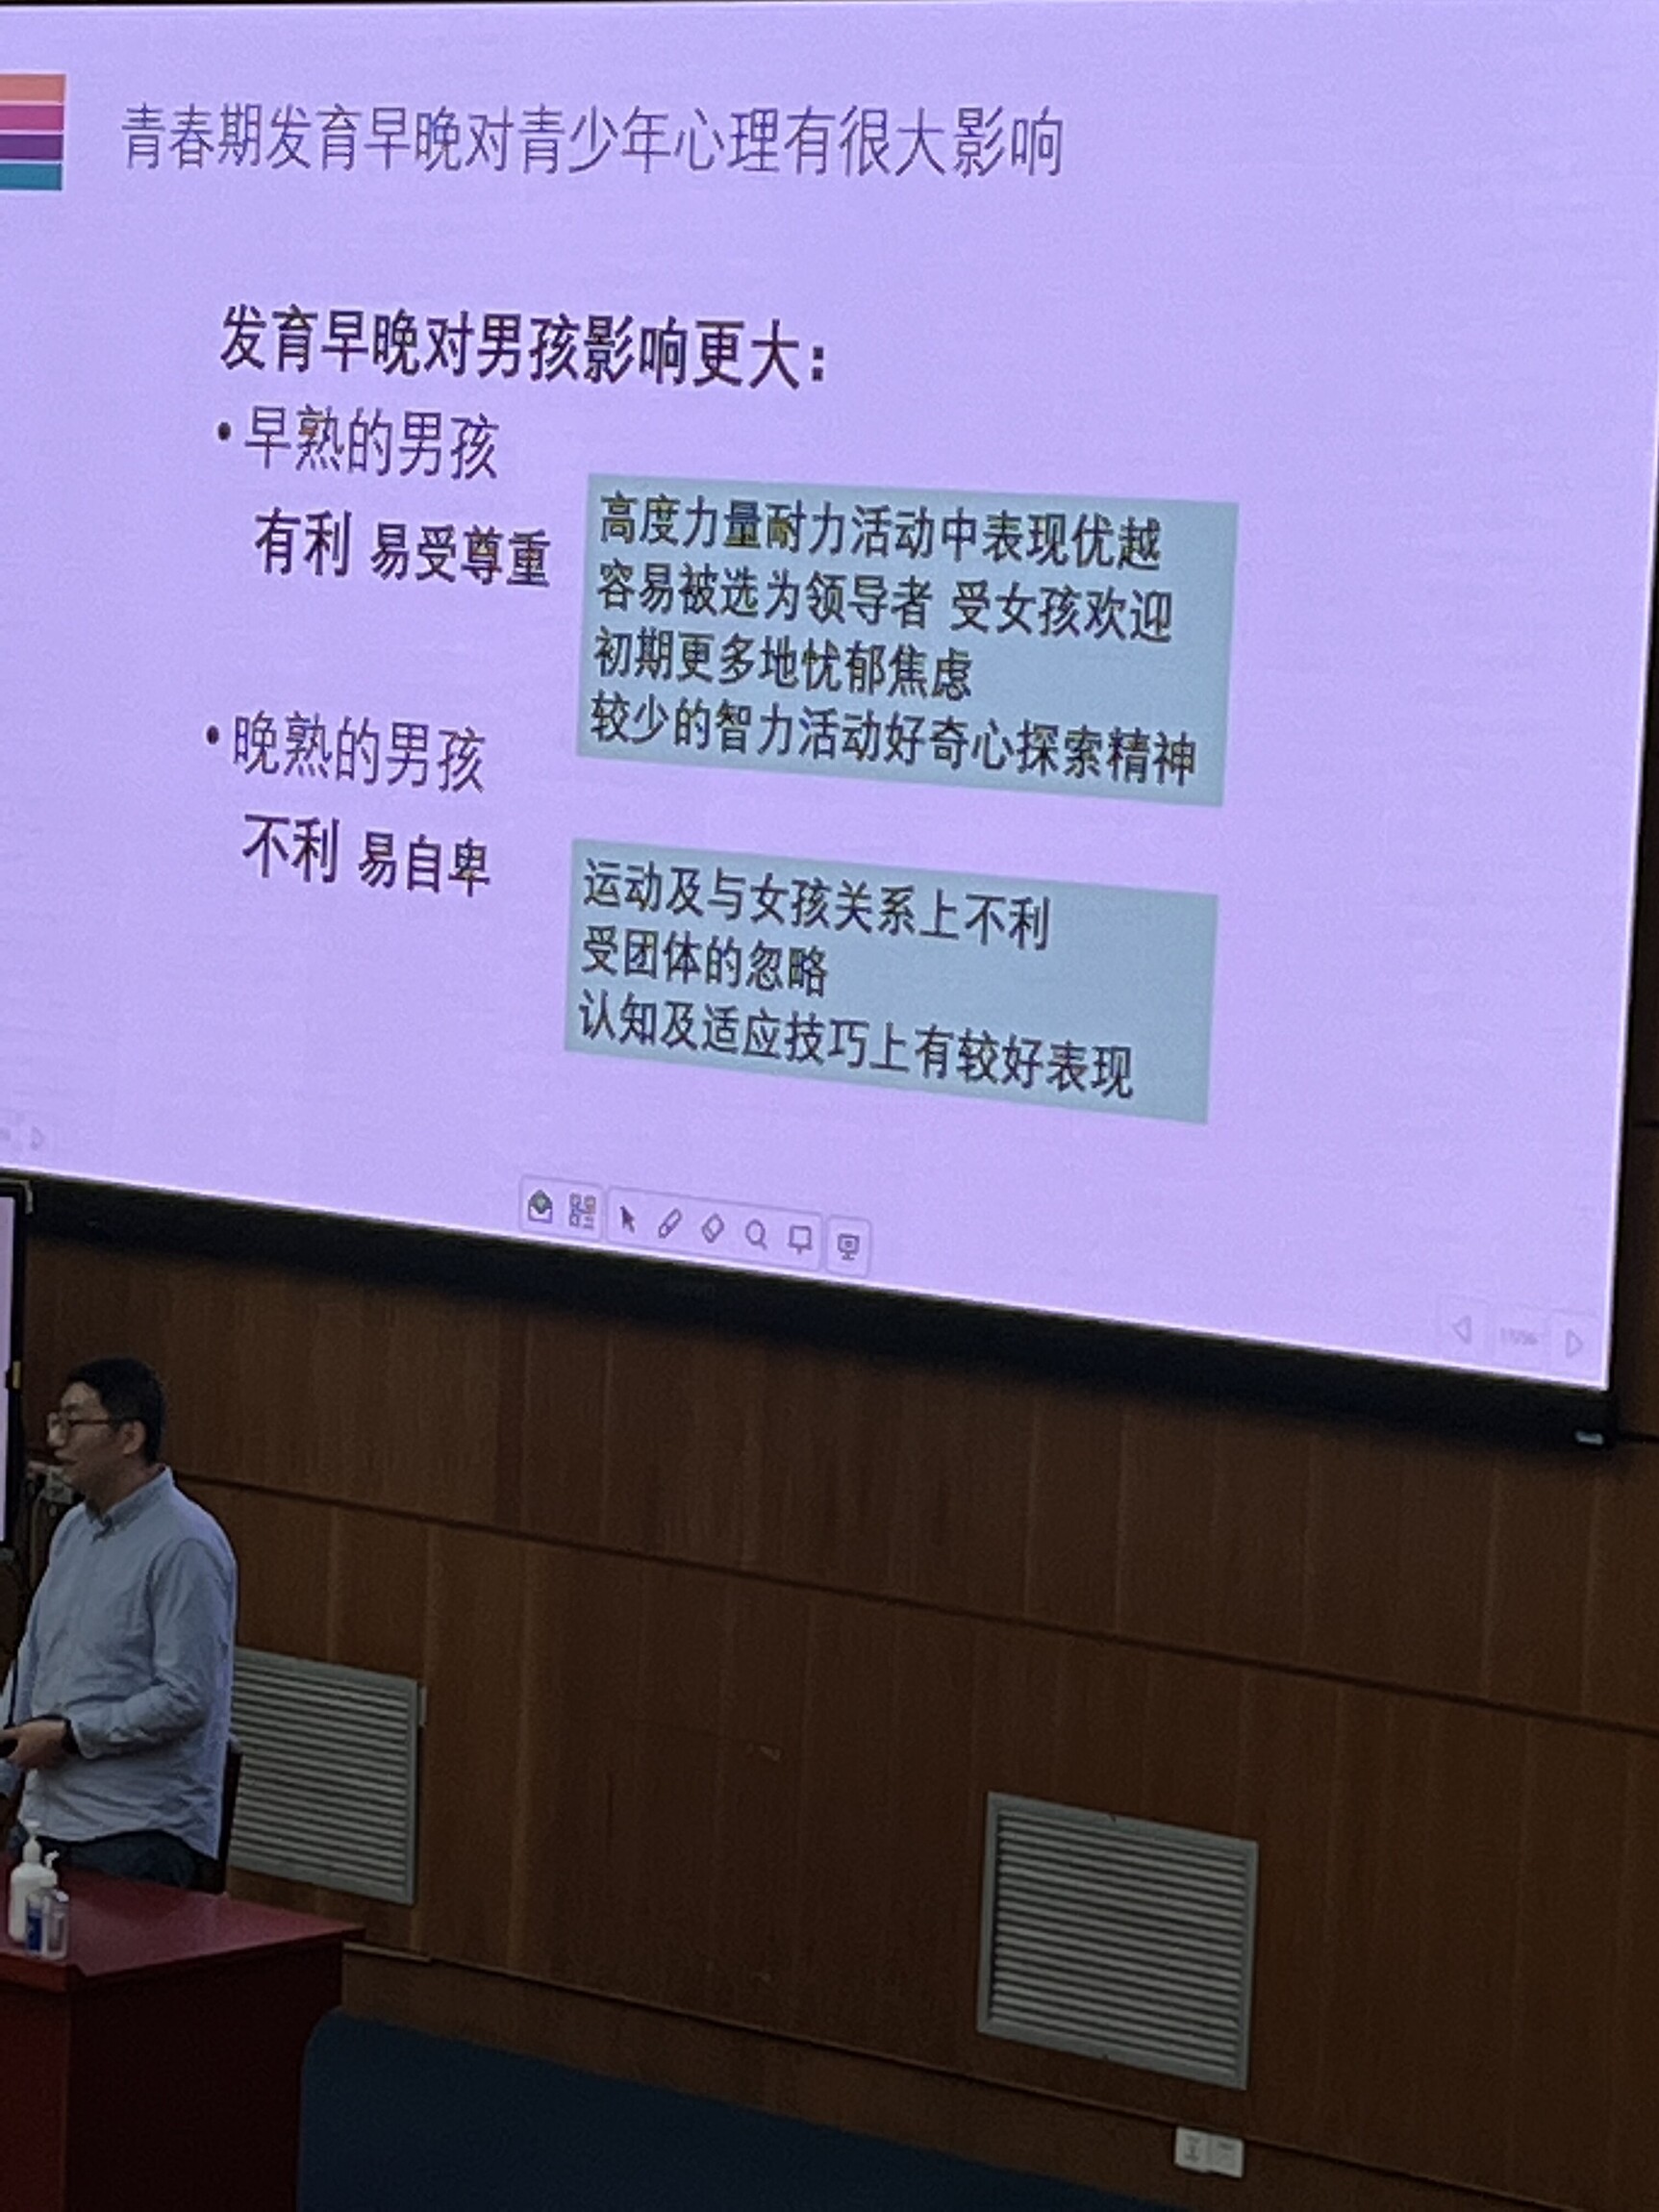 青春期发育早晚对青少年心理有很大影响
发育早晚对男孩影响更大：
•早熟的男孩
有利 易受尊重
高度力量耐力活动中表现优越
容易被选为领导者 受女孩欢迎
初期更多地忧郁焦虑
较少的智力活动好奇心探索精神
•晚熟的男孩
不利 易自卑
运动及与女孩关系上不利
受团体的忽略
认知及适应技巧上有较好表现